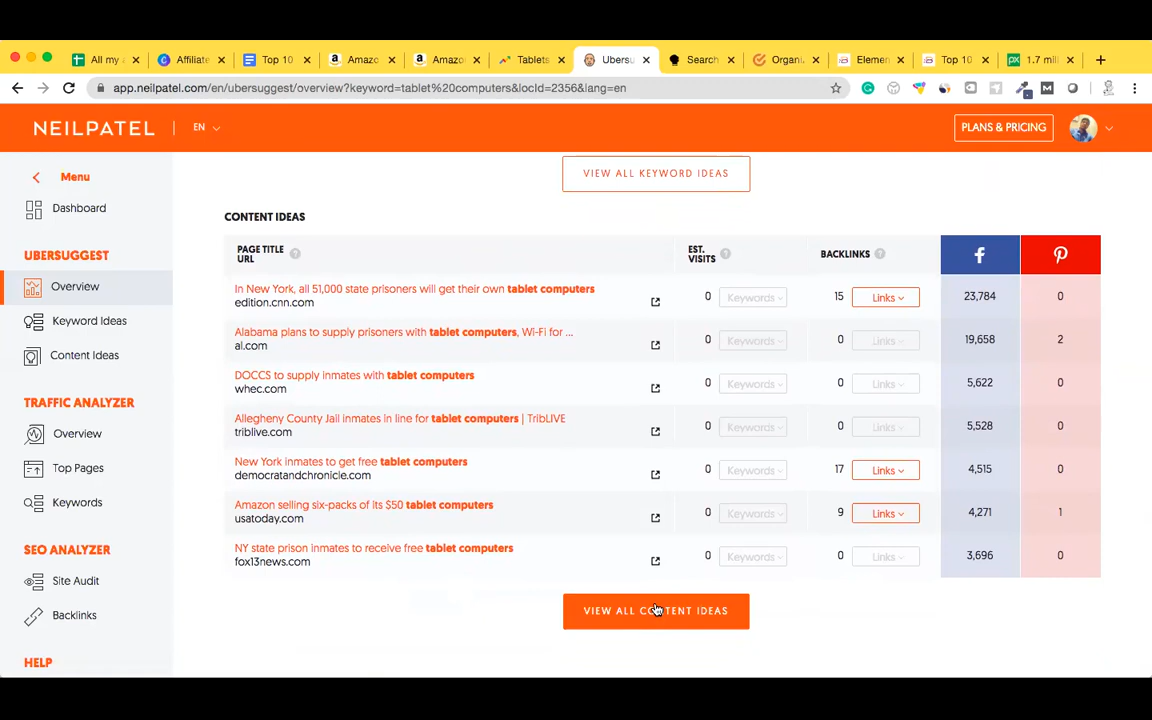 All my a
Affiliate
Top 10
Amazo
Amazo
Tablets
Ubersu
Search
Organi
Elemen
Top 10
1.7 mil
app.neilpatel.com/en/ubersuggest/overview?keyword=tablet%20computers&locId=2356&lang=en
NEILPATEL
EN
PLANS & PRICING
Menu
Dashboard
UBERSUGGEST
Overview
Keyword Ideas
Content Ideas
TRAFFIC ANALYZER
Overview
Top Pages
Keywords
SEO ANALYZER
Site Audit
Backlinks
HELP
VIEW ALL KEYWORD IDEAS
CONTENT IDEAS
PAGE TITLE
URL
EST.
VISITS
BACKLINKS
In New York, all 51,000 state prisoners will get their own tablet computers
edition.cnn.com
0 Keywords 15 Links 23,784 0
Alabama plans to supply prisoners with tablet computers, Wi-Fi for ...
al.com
0 Keywords 0 Links 19,658 2
DOCCS to supply inmates with tablet computers
whec.com
0 Keywords 0 Links 5,622 0
Allegheny County Jail inmates in line for tablet computers | TribLIVE
triblive.com
0 Keywords 0 Links 5,528 0
New York inmates to get free tablet computers
democratandchronicle.com
0 Keywords 17 Links 4,515 0
Amazon selling six-packs of its $50 tablet computers
usatoday.com
0 Keywords 9 Links 4,271 1
NY state prison inmates to receive free tablet computers
fox13news.com
0 Keywords 0 Links 3,696 0
VIEW ALL CONTENT IDEAS